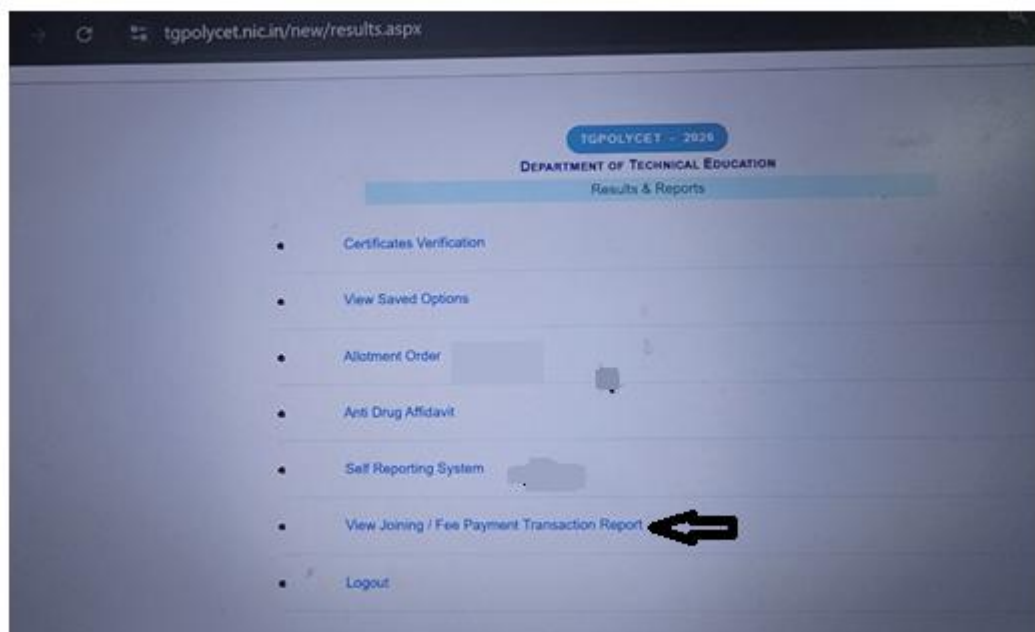 tgpolycet.nic.in/new/results.aspx
TGPOLYCET - 2026
DEPARTMENT OF TECHNICAL EDUCATION
Results & Reports
Certificates Verification
View Saved Options
Allotment Order
Anti Drug Affidavit
Self Reporting System
View Joining / Fee Payment Transaction Report
Logout